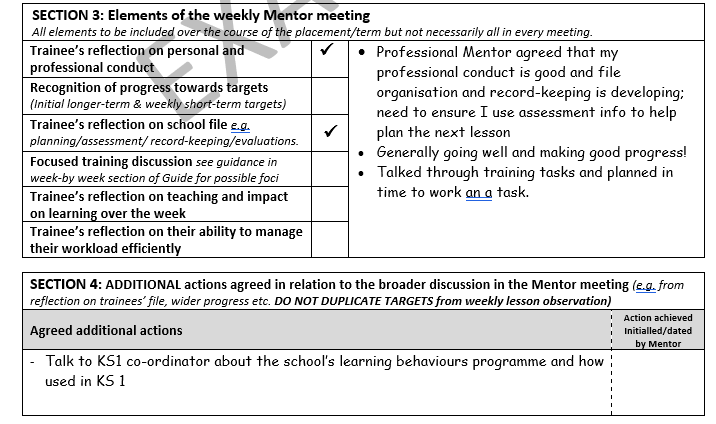 SECTION 3: Elements of the weekly Mentor meeting
All elements to be included over the course of the placement/term but not necessarily all in every meeting.
Trainee's reflection on personal and
professional conduct
✓
Recognition of progress towards targets
(Initial longer-term & weekly short-term targets)
Trainee's reflection on school file e.g.
planning/assessment/ record-keeping/evaluations.
✓
Focused training discussion see guidance in
week-by week section of Guide for possible foci
Trainee's reflection on teaching and impact
on learning over the week
Trainee's reflection on their ability to manage
their workload efficiently
• Professional Mentor agreed that my
professional conduct is good and file
organisation and record-keeping is developing;
need to ensure I use assessment info to help
plan the next lesson
• Generally going well and making good progress!
• Talked through training tasks and planned in
time to work an a task.
SECTION 4: ADDITIONAL actions agreed in relation to the broader discussion in the Mentor meeting (e.g. from
reflection on trainees' file, wider progress etc. DO NOT DUPLICATE TARGETS from weekly lesson observation)
Agreed additional actions
Action achieved
Initialled/dated
by Mentor
- Talk to KS1 co-ordinator about the school's learning behaviours programme and how
used in KS 1